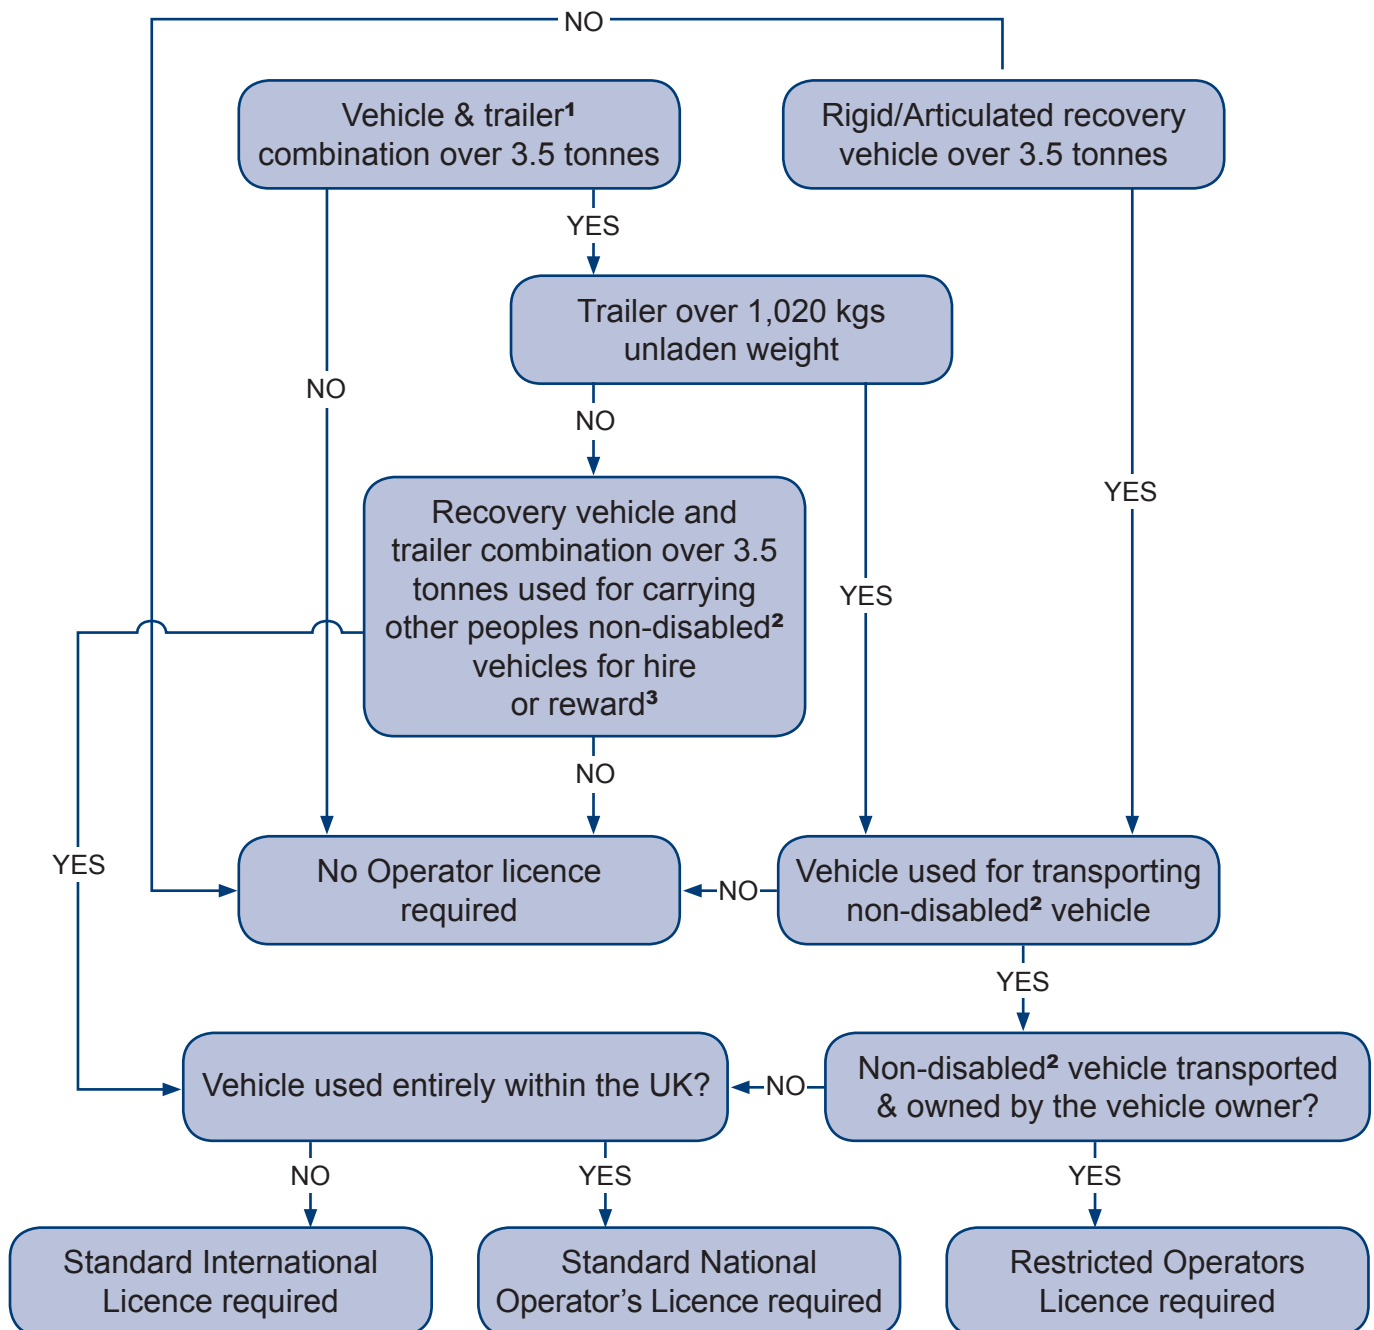 NO
Vehicle & trailer¹
combination over 3.5 tonnes
Rigid/Articulated recovery
vehicle over 3.5 tonnes
YES
Trailer over 1,020 kgs
unladen weight
NO
NO
YES
Recovery vehicle and
trailer combination over 3.5
tonnes used for carrying
other peoples non-disabled²
vehicles for hire
or reward³
YES
NO
YES
No Operator licence
required
NO
Vehicle used for transporting
non-disabled² vehicle
YES
Vehicle used entirely within the UK?
NO
Non-disabled² vehicle transported
& owned by the vehicle owner?
NO
YES
YES
Standard International
Licence required
Standard National
Operator’s Licence required
Restricted Operators
Licence required